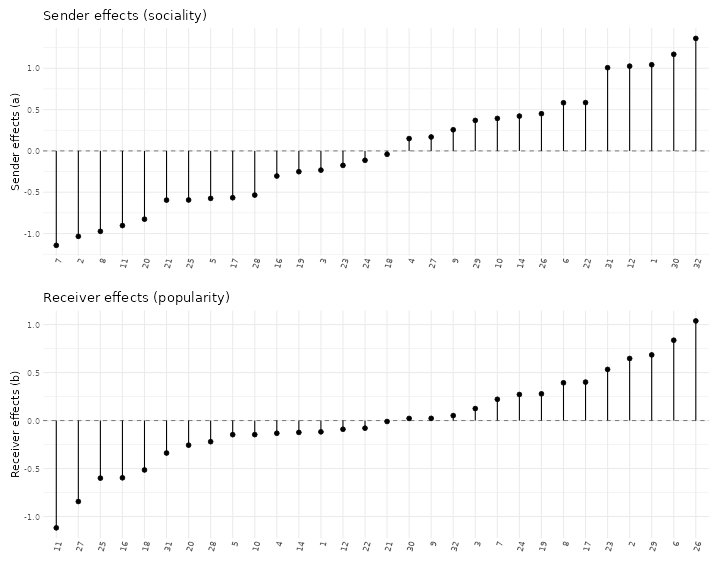 Sender effects (sociality)
Sender effects (a)
1.0
0.5
0.0
-0.5
-1.0
7 2 8 11 20 21 25 5 17 28 16 19 3 23 24 18 4 27 9 29 10 14 26 6 22 31 12 1 30 32
Receiver effects (popularity)
Receiver effects (b)
1.0
0.5
0.0
-0.5
-1.0
11 27 25 16 18 31 20 28 5 10 4 14 1 12 22 21 30 9 32 3 7 24 19 8 17 23 2 29 6 26